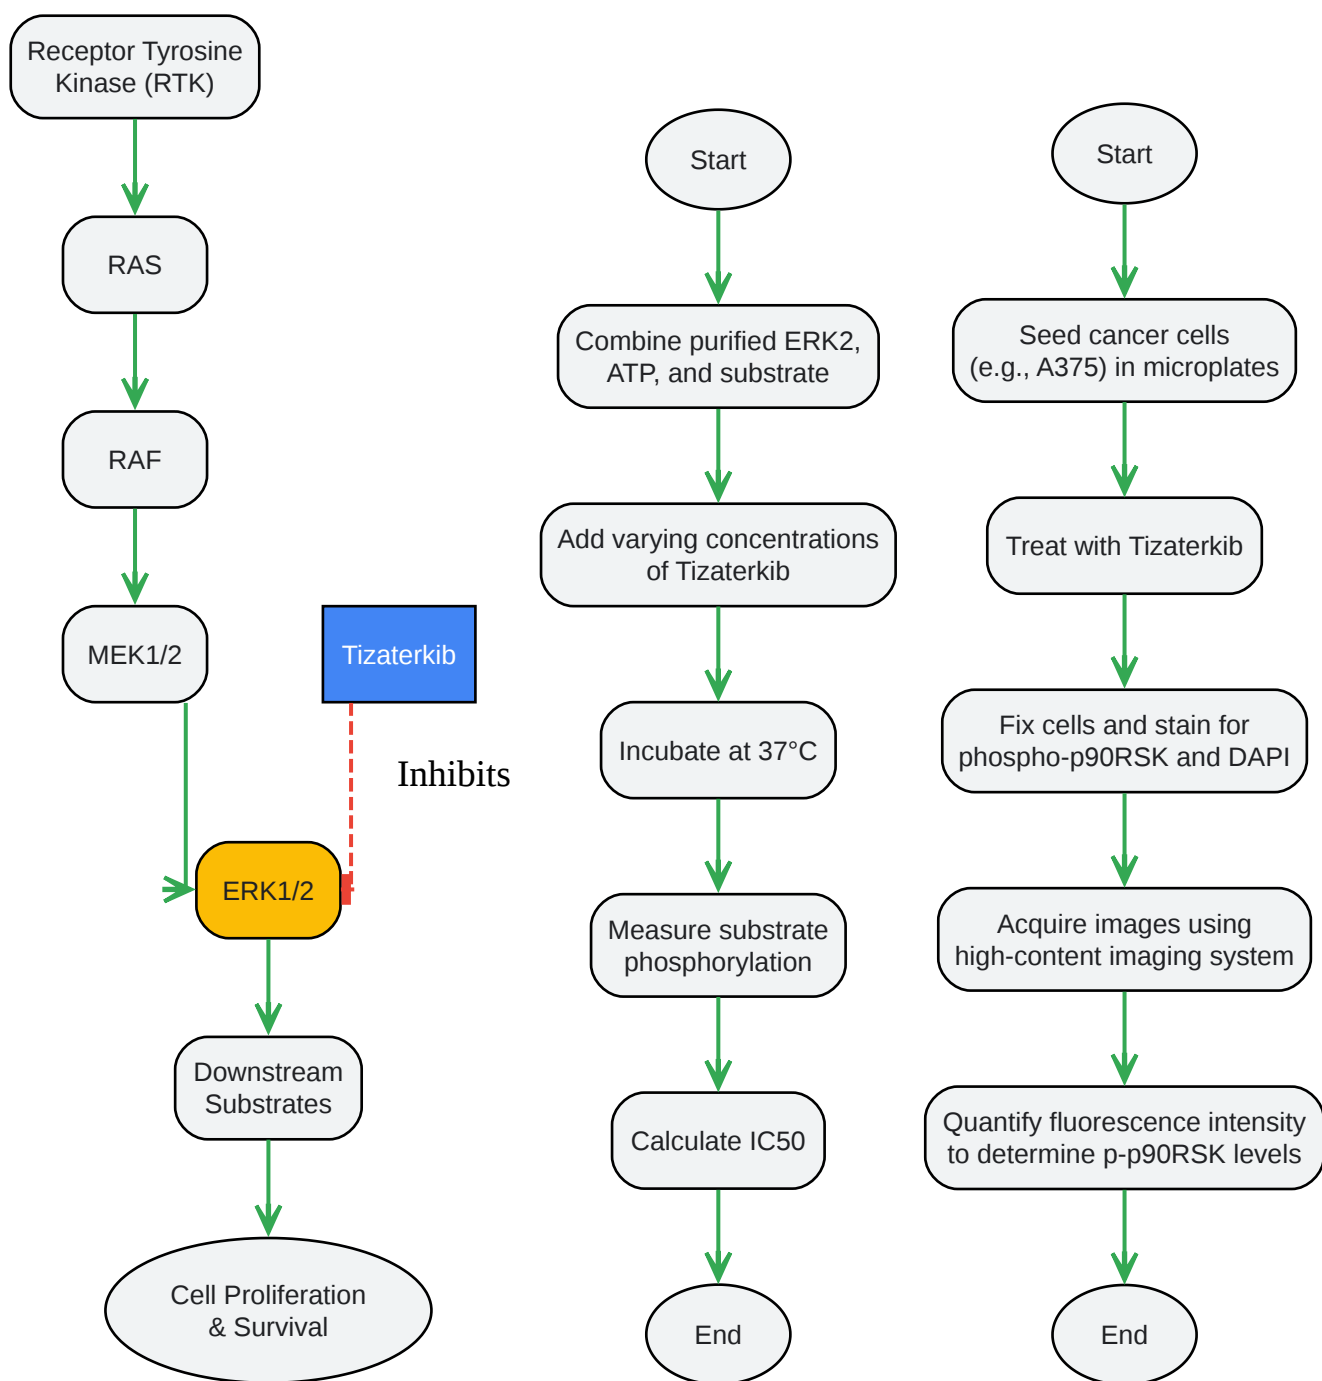 Receptor Tyrosine
Kinase (RTK)
RAS
RAF
MEK1/2
Tizaterkib
Inhibits
ERK1/2
Downstream
Substrates
Cell Proliferation
& Survival
Start
Combine purified ERK2,
ATP, and substrate
Add varying concentrations
of Tizaterkib
Incubate at 37°C
Measure substrate
phosphorylation
Calculate IC50
End
Start
Seed cancer cells
(e.g., A375) in microplates
Treat with Tizaterkib
Fix cells and stain for
phospho-p90RSK and DAPI
Acquire images using
high-content imaging system
Quantify fluorescence intensity
to determine p-p90RSK levels
End